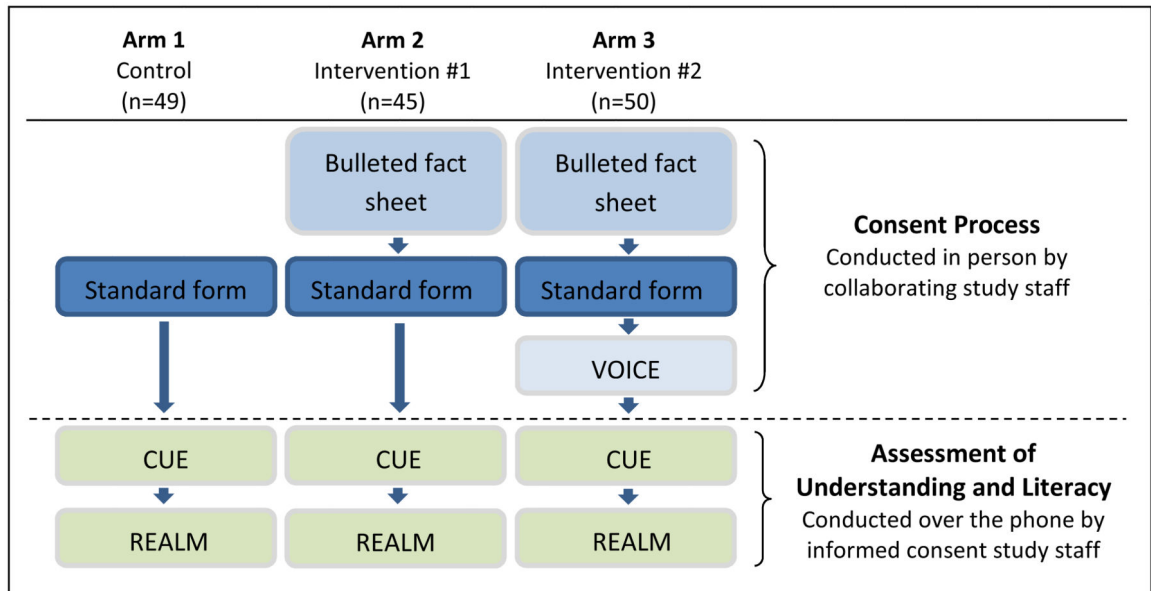 Arm 1
Control
(n=49)
Arm 2
Intervention #1
(n=45)
Arm 3
Intervention #2
(n=50)
Bulleted fact
sheet
Bulleted fact
sheet
Standard form
Standard form
Standard form
VOICE
Consent Process
Conducted in person by
collaborating study staff
CUE
CUE
CUE
REALM
REALM
REALM
Assessment of
Understanding and Literacy
Conducted over the phone by
informed consent study staff